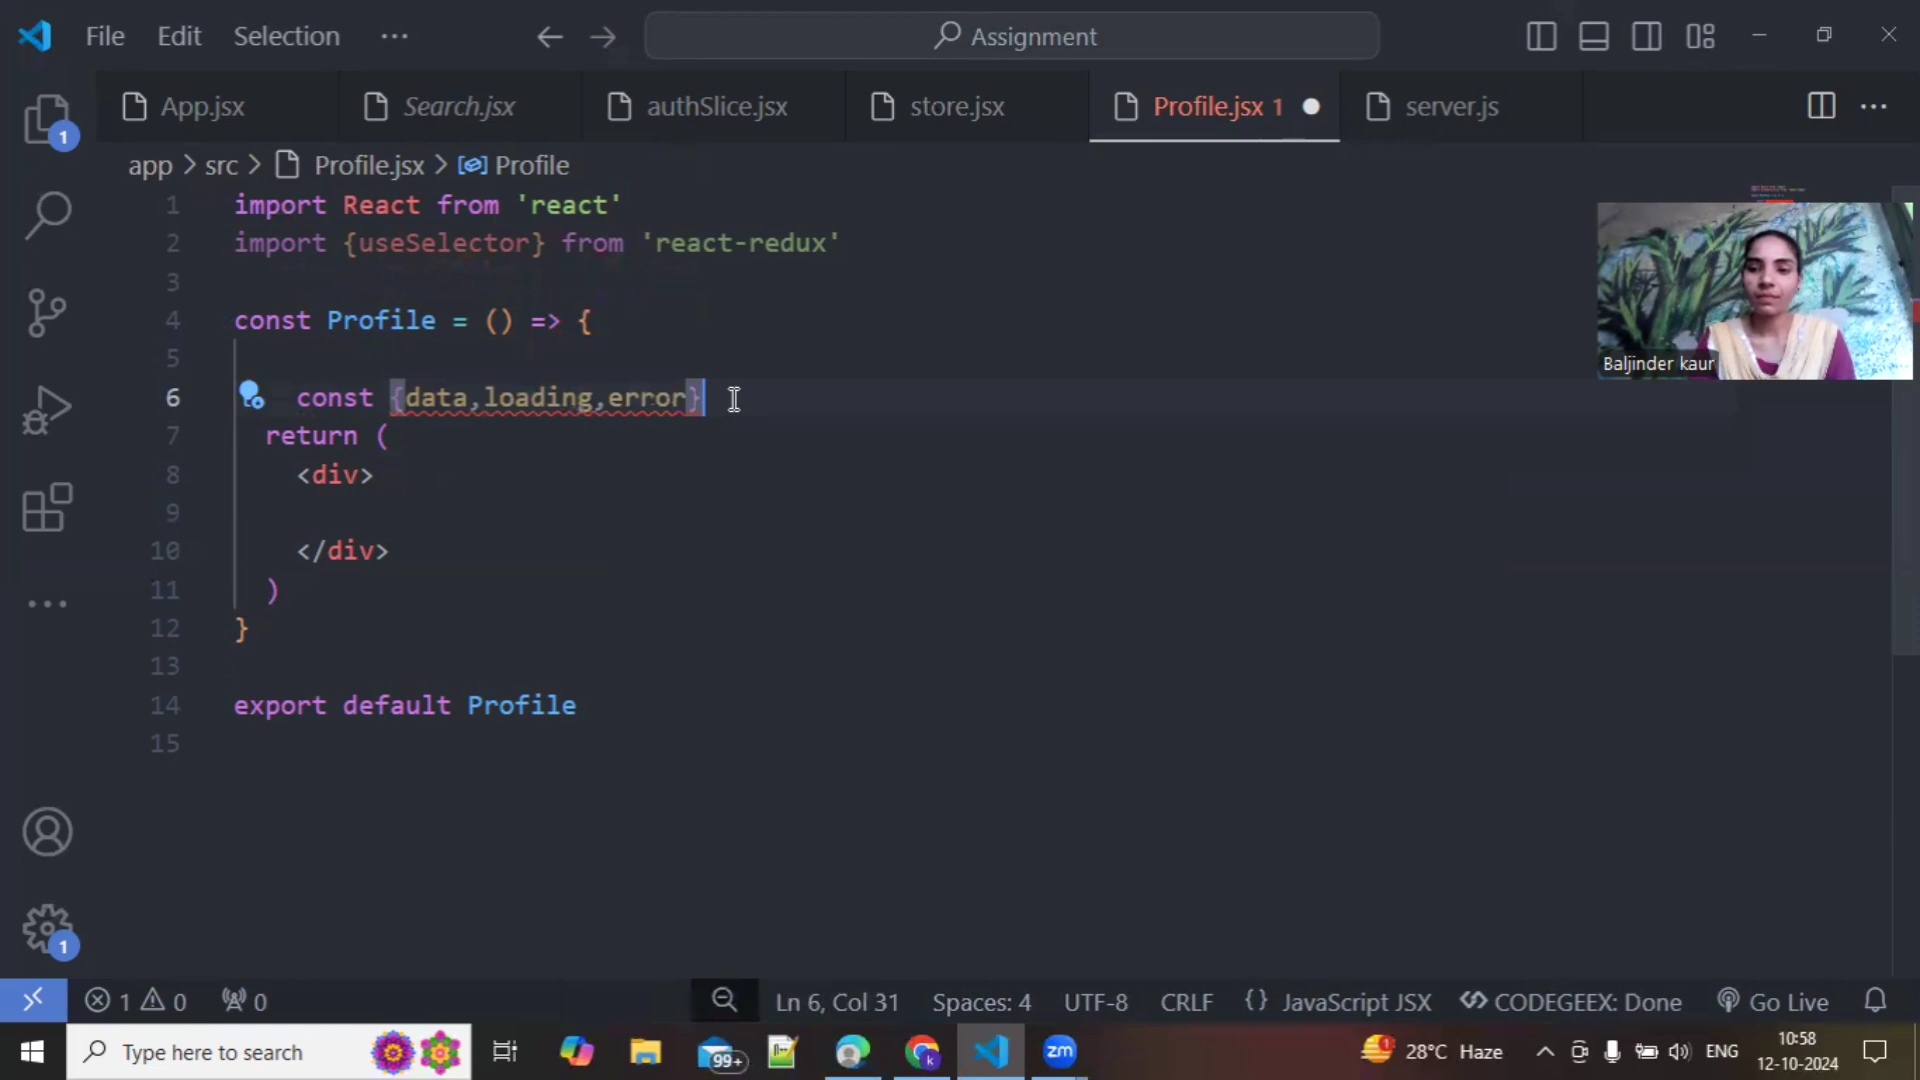 File Edit Selection ··· Assignment
App.jsx Search.jsx authSlice.jsx store.jsx Profile.jsx 1 server.js
1
app > src > Profile.jsx > Profile
1 import React from 'react'
2 import {useSelector} from 'react-redux'
3
4 const Profile = () => {
5
6 const {data,loading,error}
7 return (
8 <div>
9
10 </div>
11 )
12 }
13
14 export default Profile
15
Baljinder kaur
1
1 0 0 Ln 6, Col 31 Spaces: 4 UTF-8 CRLF {} JavaScript JSX CODEGEEX: Done Go Live
Type here to search 99+ zm 28°C Haze ENG 10:58
12-10-2024